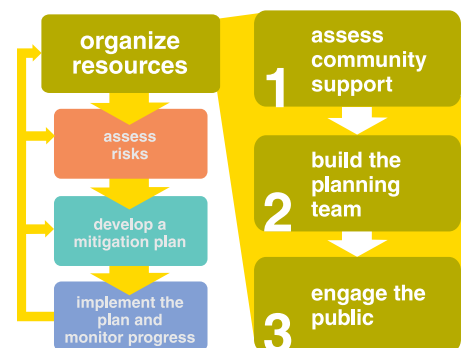 organize
resources
assess
risks
develop a
mitigation plan
implement the
plan and
monitor progress
1
assess
community
support
2
build the
planning
team
3
engage the
public